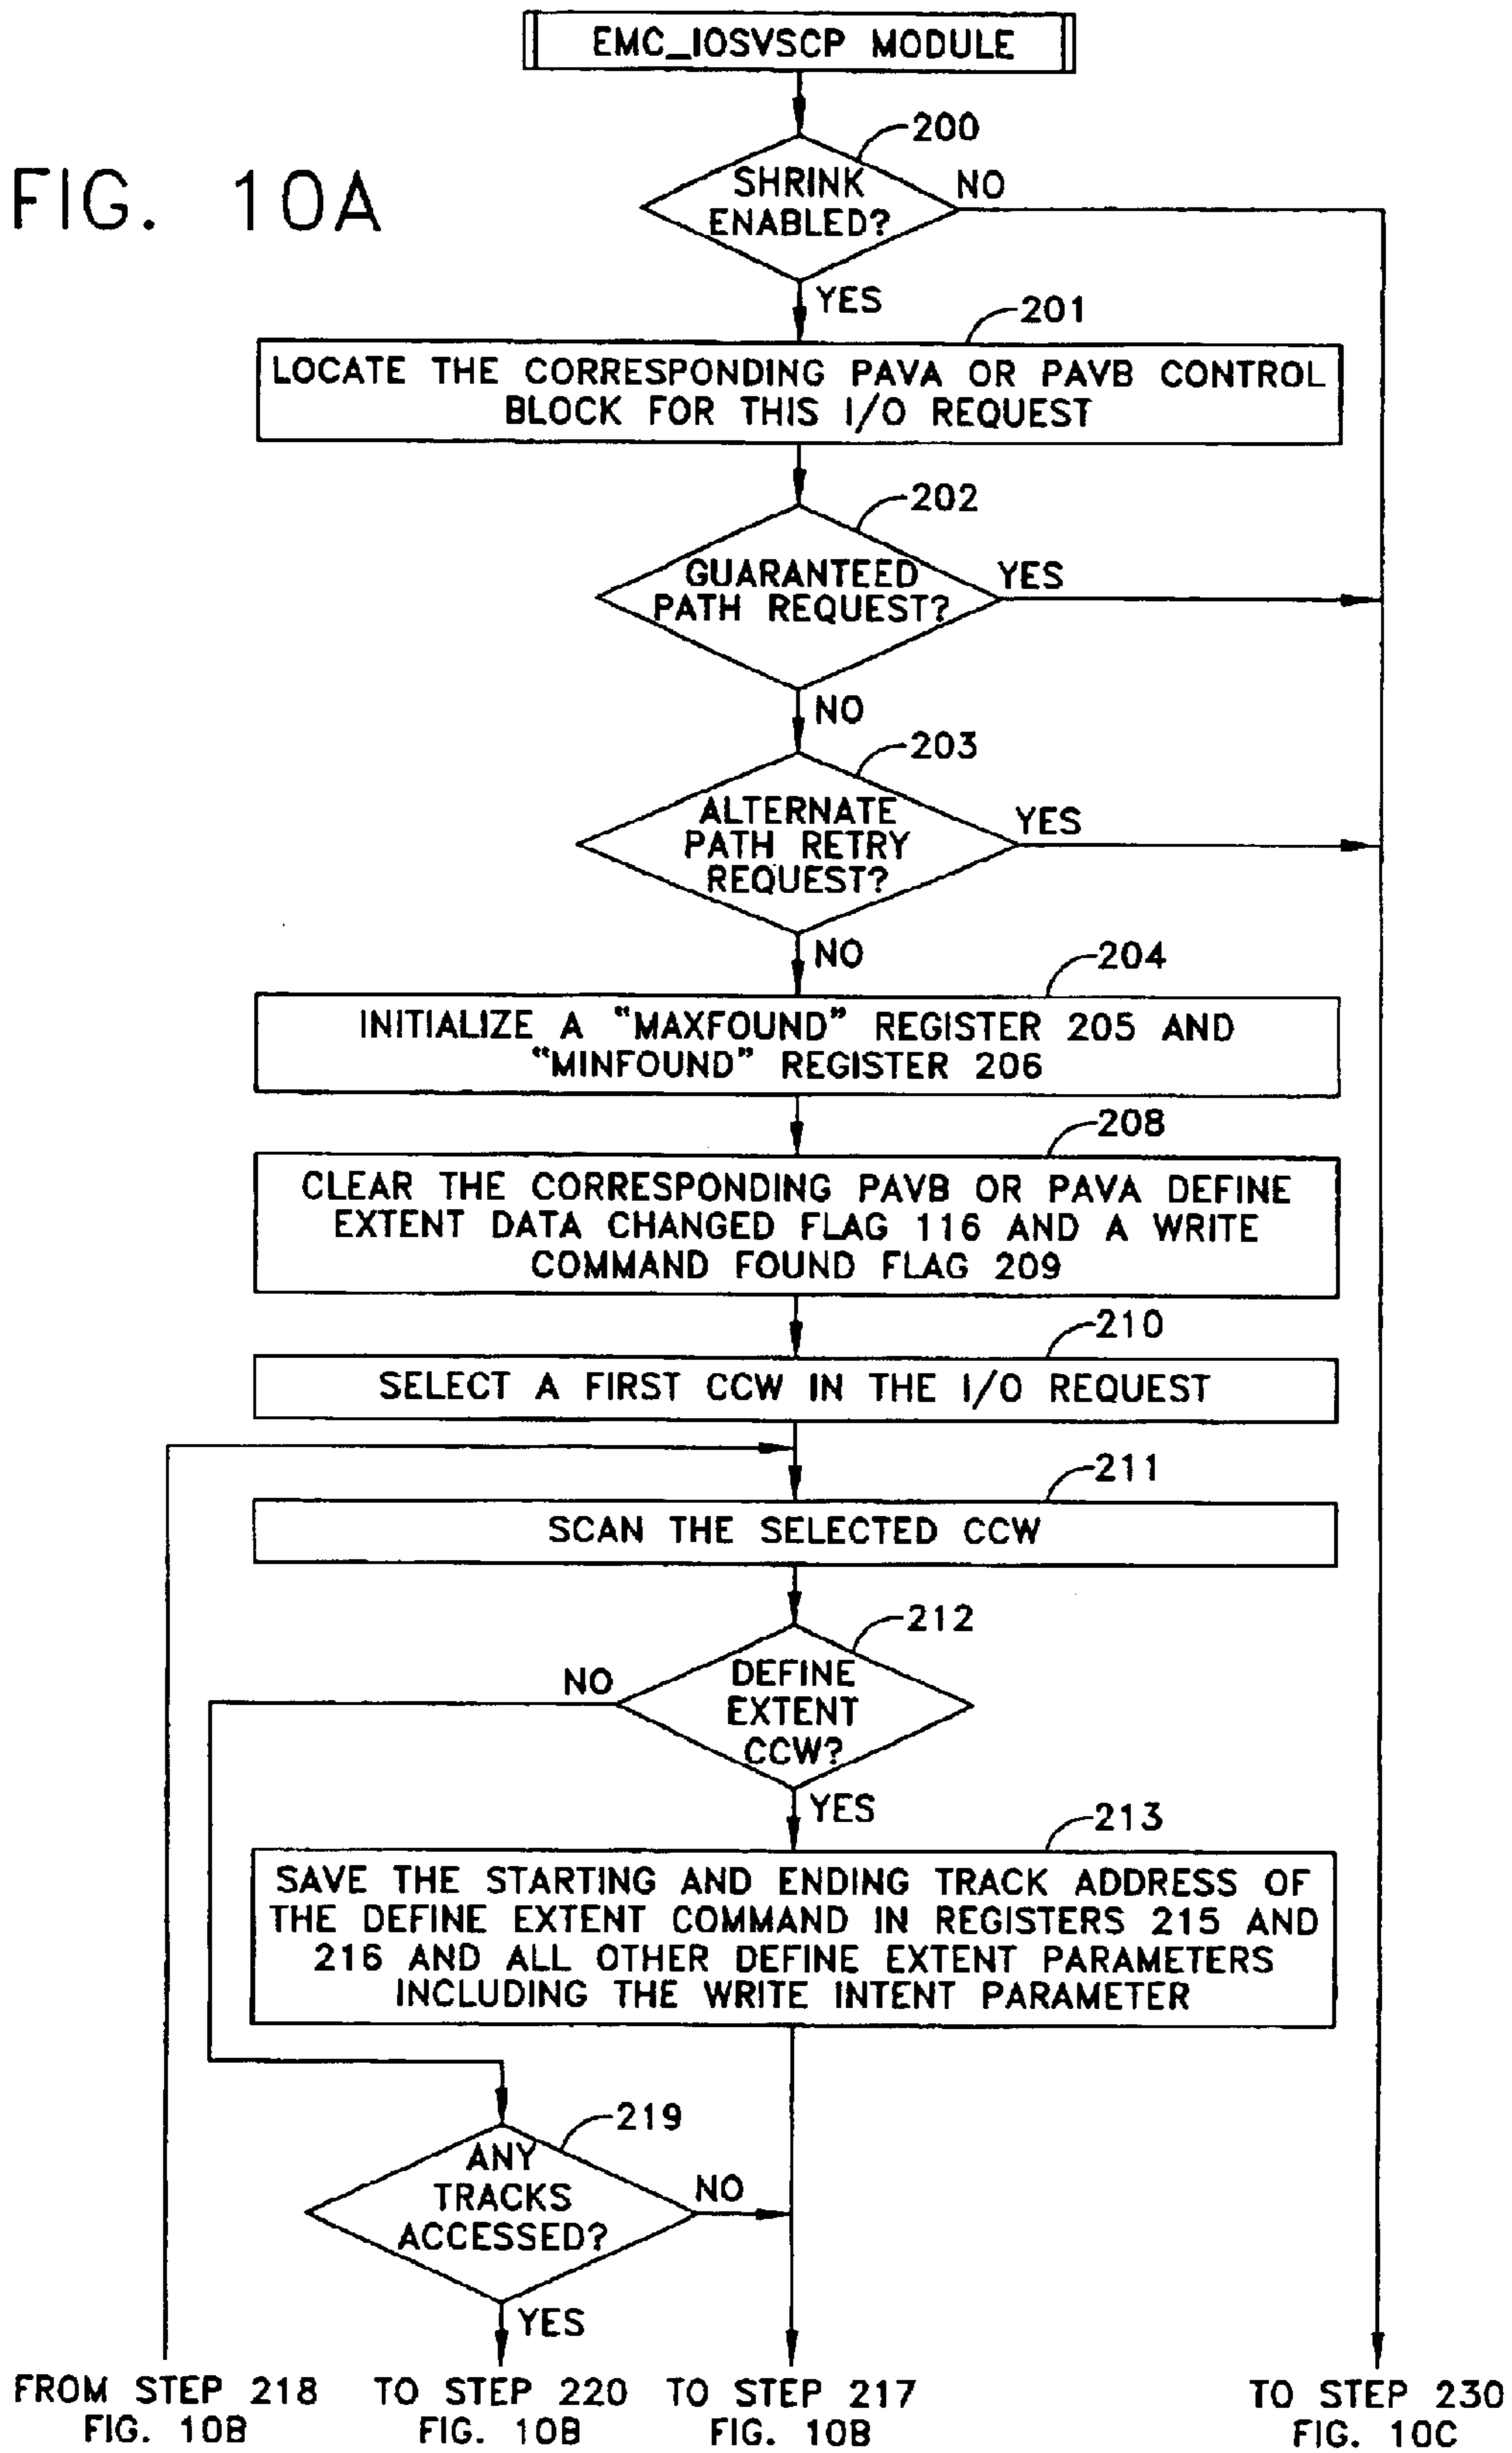 EMC_IOSVSCP MODULE
FIG. 10A
200
SHRINK
ENABLED?
NO
YES
201
LOCATE THE CORRESPONDING PAVA OR PAVB CONTROL
BLOCK FOR THIS I/O REQUEST
202
GUARANTEED
PATH REQUEST?
YES
NO
203
ALTERNATE
PATH RETRY
REQUEST?
YES
NO
204
INITIALIZE A "MAXFOUND" REGISTER 205 AND
"MINFOUND" REGISTER 206
208
CLEAR THE CORRESPONDING PAVB OR PAVA DEFINE
EXTENT DATA CHANGED FLAG 116 AND A WRITE
COMMAND FOUND FLAG 209
210
SELECT A FIRST CCW IN THE I/O REQUEST
211
SCAN THE SELECTED CCW
212
DEFINE
EXTENT
CCW?
NO
YES
213
SAVE THE STARTING AND ENDING TRACK ADDRESS OF
THE DEFINE EXTENT COMMAND IN REGISTERS 215 AND
216 AND ALL OTHER DEFINE EXTENT PARAMETERS
INCLUDING THE WRITE INTENT PARAMETER
219
ANY
TRACKS
ACCESSED?
NO
YES
FROM STEP 218
FIG. 10B
TO STEP 220
FIG. 10B
TO STEP 217
FIG. 10B
TO STEP 230
FIG. 10C